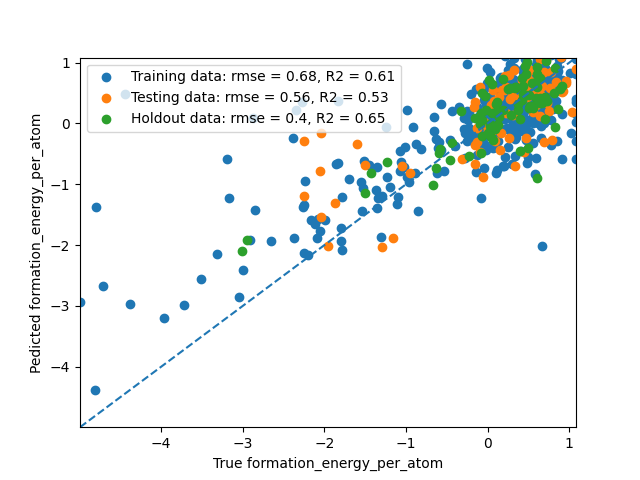 Training data: rmse = 0.68, R2 = 0.61
Testing data: rmse = 0.56, R2 = 0.53
Holdout data: rmse = 0.4, R2 = 0.65
Pedicted formation_energy_per_atom
1
0
−1
−2
−3
−4
−4
−3
−2
−1
0
1
True formation_energy_per_atom